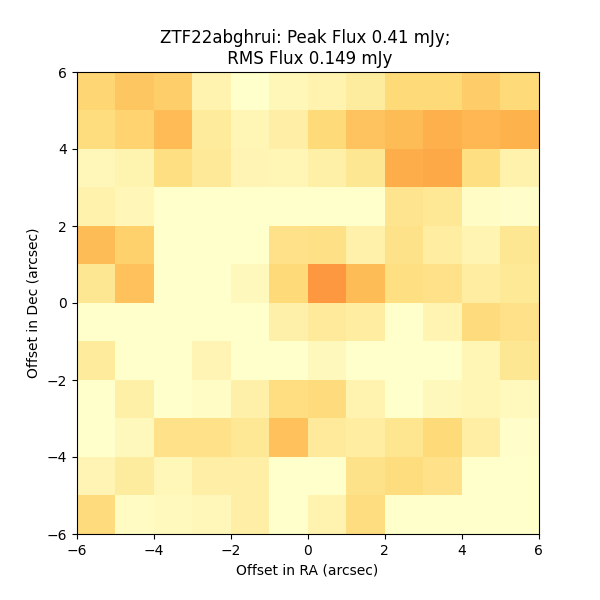 ZTF22abghrui: Peak Flux 0.41 mJy;
RMS Flux 0.149 mJy
6
4
2
0
−2
−4
−6
Offset in Dec (arcsec)
−6 −4 −2 0 2 4 6
Offset in RA (arcsec)